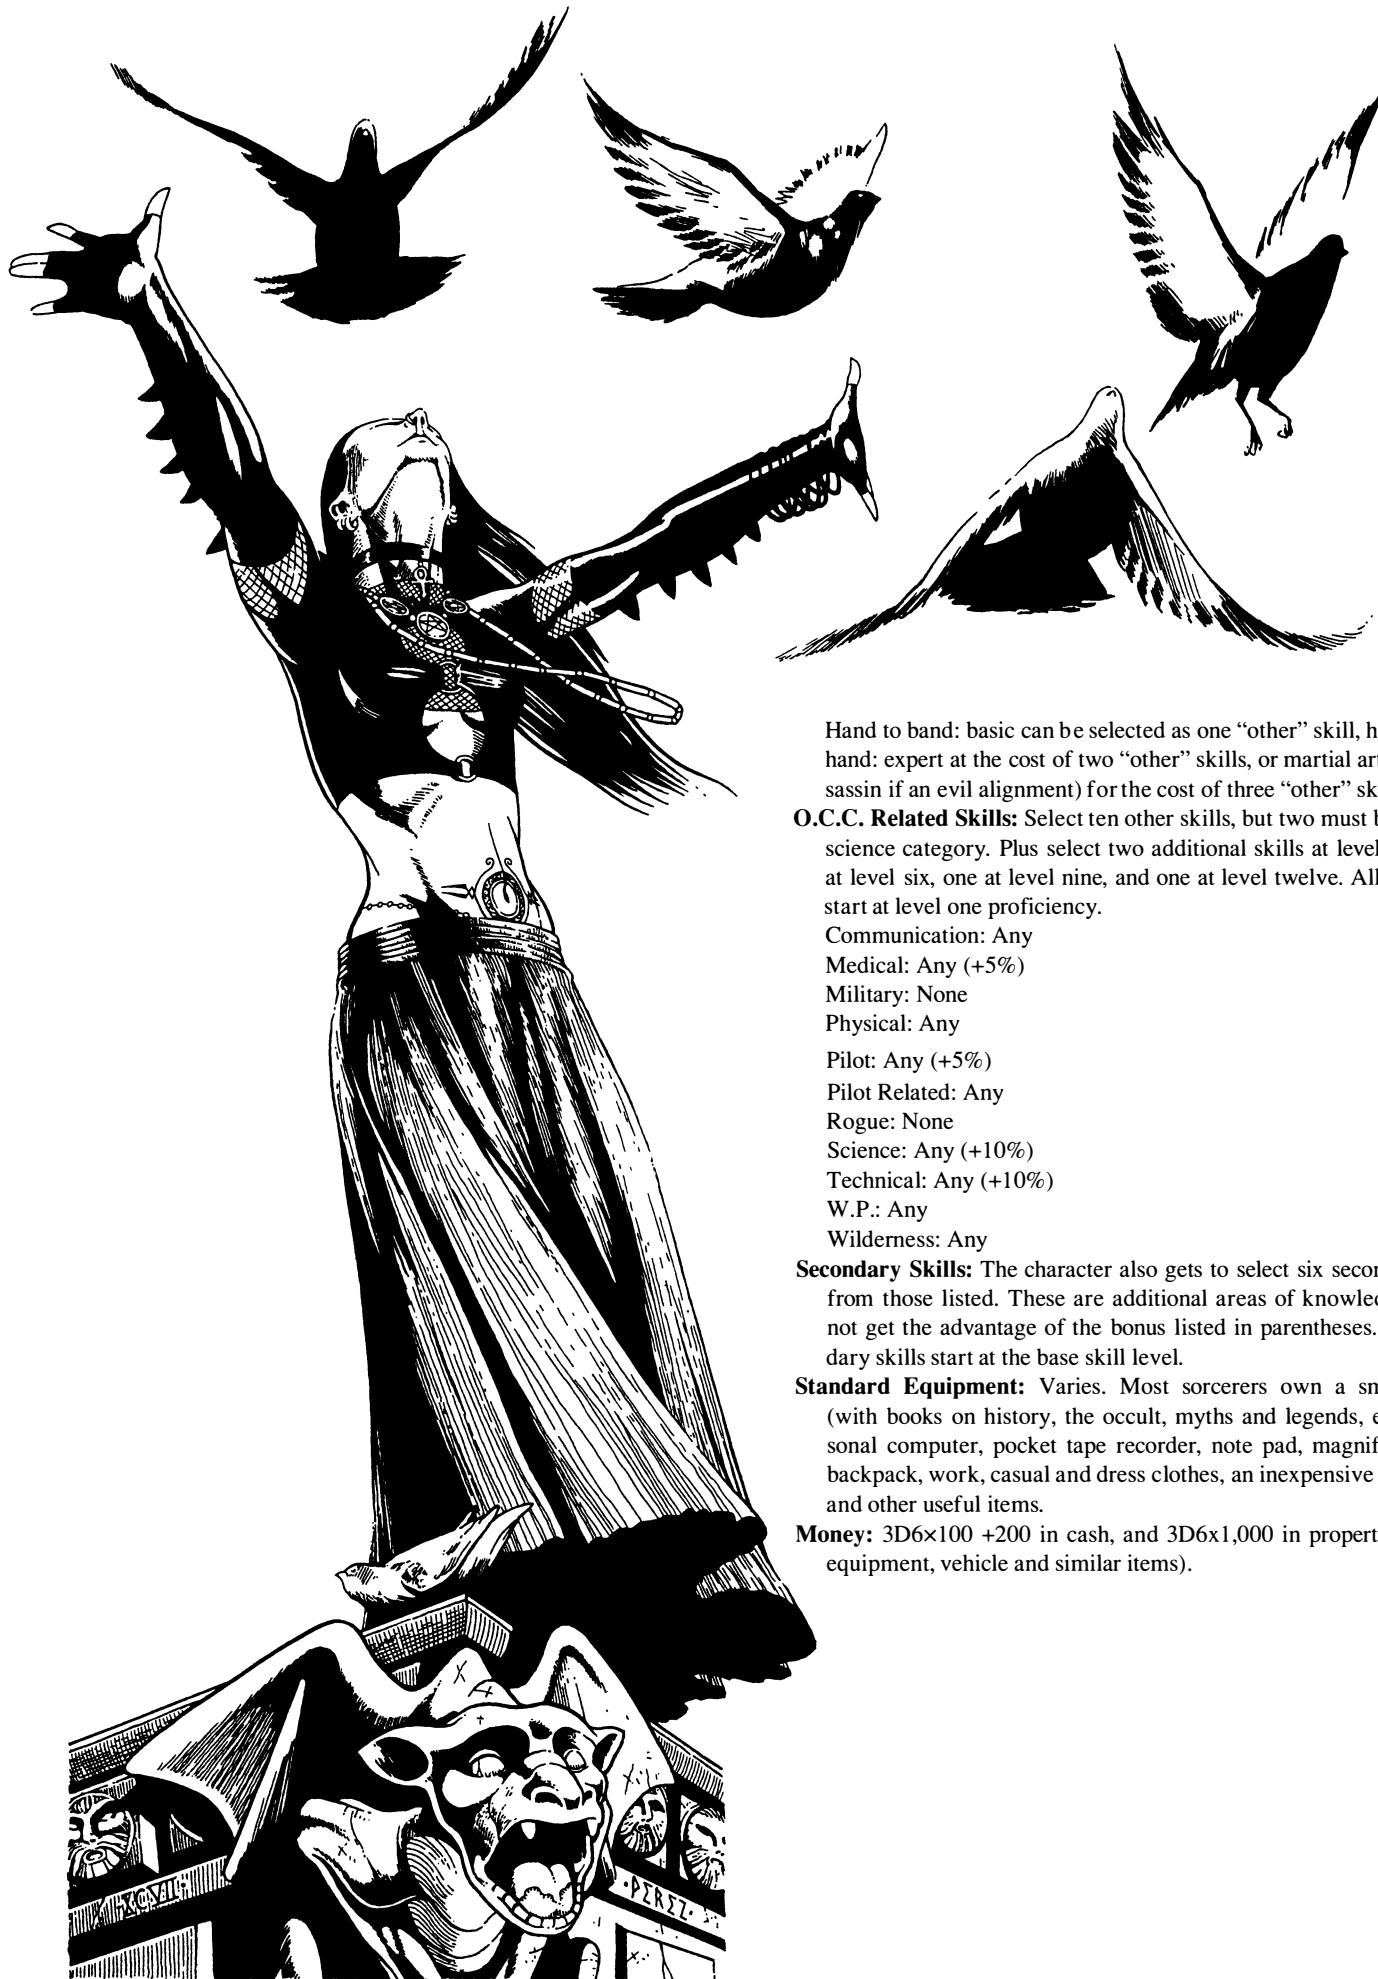 Hand to band: basic can be selected as one “other” skill, h
hand: expert at the cost of two “other” skills, or martial ar
sassin if an evil alignment) for the cost of three “other” sk
O.C.C. Related Skills: Select ten other skills, but two must b
science category. Plus select two additional skills at level
at level six, one at level nine, and one at level twelve. All
start at level one proficiency.
Communication: Any
Medical: Any (+5%)
Military: None
Physical: Any
Pilot: Any (+5%)
Pilot Related: Any
Rogue: None
Science: Any (+10%)
Technical: Any (+10%)
W.P.: Any
Wilderness: Any
Secondary Skills: The character also gets to select six secon
from those listed. These are additional areas of knowled
not get the advantage of the bonus listed in parentheses.
dary skills start at the base skill level.
Standard Equipment: Varies. Most sorcerers own a sm
(with books on history, the occult, myths and legends, e
sonal computer, pocket tape recorder, note pad, magnif
backpack, work, casual and dress clothes, an inexpensive
and other useful items.
Money: 3D6×100 +200 in cash, and 3D6x1,000 in propert
equipment, vehicle and similar items).
XCVII
·PEREZ·